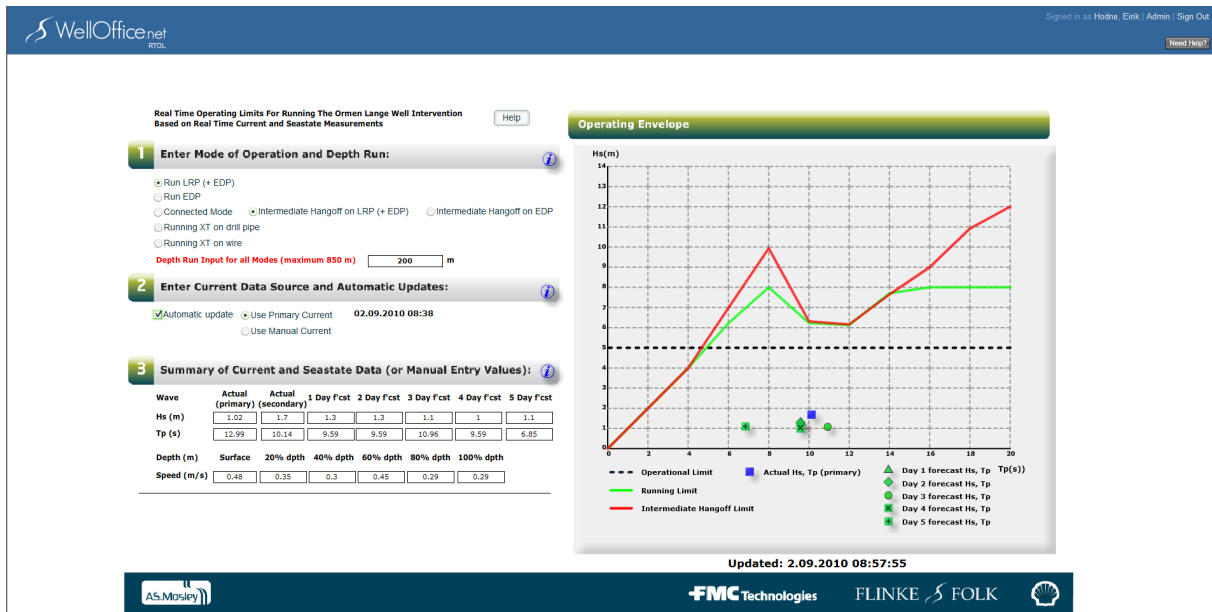 WellOffice.net
RTOL
Signed in as Hodne, Eirik | Admin | Sign Out
Need Help?
Real Time Operating Limits For Running The Ormen Lange Well Intervention
Based on Real Time Current and Seastate Measurements
Help
1 Enter Mode of Operation and Depth Run:
Run LRP (+ EDP)
Run EDP
Connected Mode Intermediate Hangoff on LRP (+ EDP) Intermediate Hangoff on EDP
Running XT on drill pipe
Running XT on wire
Depth Run Input for all Modes (maximum 850 m) 200 m
2 Enter Current Data Source and Automatic Updates:
Automatic update Use Primary Current 02.09.2010 08:38
Use Manual Current
3 Summary of Current and Seastate Data (or Manual Entry Values):
Wave Actual (primary) Actual (secondary) 1 Day f'cst 2 Day f'cst 3 Day f'cst 4 Day f'cst 5 Day f'cst
Hs (m) 1.02 1.7 1.3 1.3 1.1 1 1.1
Tp (s) 12.99 10.14 9.59 9.59 10.96 9.59 6.85
Depth (m) Surface 20% dpth 40% dpth 60% dpth 80% dpth 100% dpth
Speed (m/s) 0.48 0.35 0.3 0.45 0.29 0.29
Operating Envelope
Hs(m)
14
13
12
11
10
9
8
7
6
5
4
3
2
1
0
0 2 4 6 8 10 12 14 16 18 20
Tp(s))
Operational Limit
Running Limit
Intermediate Hangoff Limit
Actual Hs, Tp (primary)
Day 1 forecast Hs, Tp
Day 2 forecast Hs, Tp
Day 3 forecast Hs, Tp
Day 4 forecast Hs, Tp
Day 5 forecast Hs, Tp
Updated: 2.09.2010 08:57:55
AS.Mosley
FMC Technologies
FLINKE FOLK